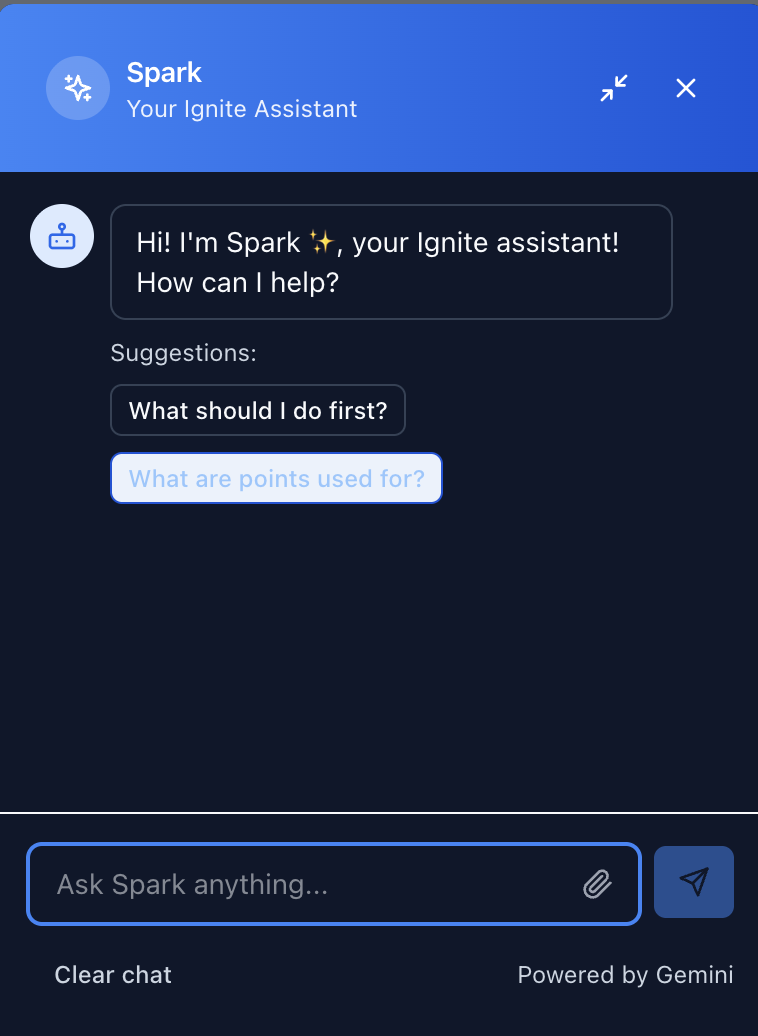 Spark
Your Ignite Assistant
Hi! I'm Spark ✨, your Ignite assistant!
How can I help?
Suggestions:
What should I do first?
What are points used for?
Ask Spark anything...
Clear chat
Powered by Gemini